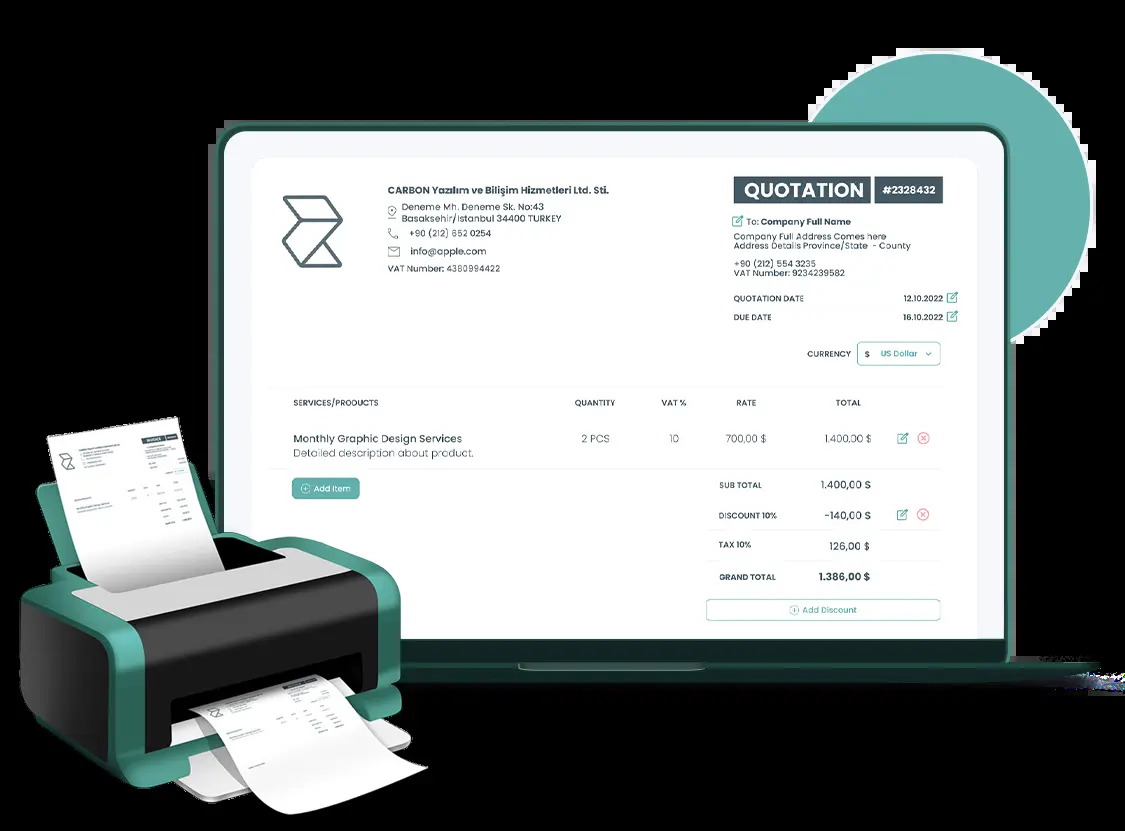 CARBON Yazılım ve Bilişim Hizmetleri Ltd. Sti.
Deneme Mh. Deneme Sk. No:43
Basaksehir/istanbul 34400 TURKEY
+90 (212) 652 0254
info@apple.com
VAT Number: 4380994422
QUOTATION #2328432
To: Company Full Name
Company Full Address Comes here
Address Details Province/State - County
+90 (212) 554 3235
VAT Number: 9234239582
QUOTATION DATE 12.10.2022
DUE DATE 16.10.2022
CURRENCY $ US Dollar
SERVICES/PRODUCTS QUANTITY VAT % RATE TOTAL
Monthly Graphic Design Services 2 PCS 10 700,00 $ 1.400,00 $
Detailed description about product.
Add Item
SUB TOTAL 1.400,00 $
DISCOUNT 10% -140,00 $
TAX 10% 126,00 $
GRAND TOTAL 1.386,00 $
Add Discount
INVOICE